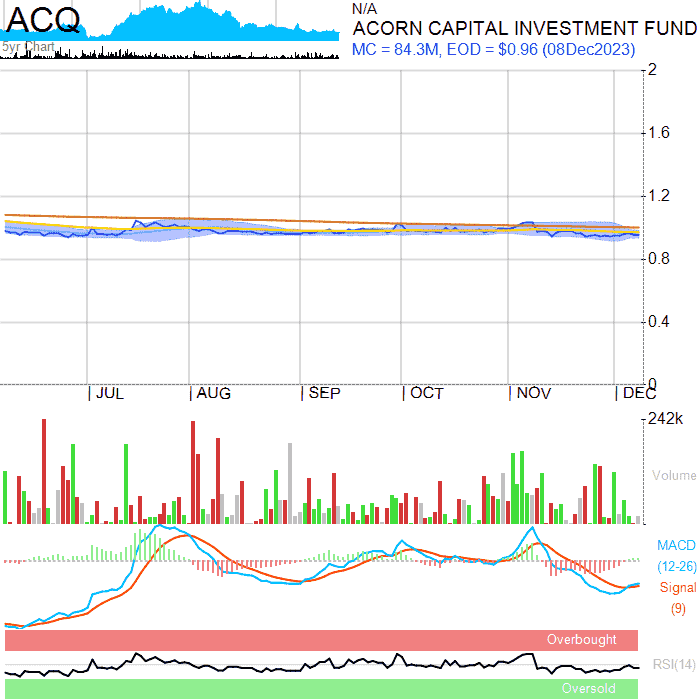 ACQ
5yr Chart
N/A
ACORN CAPITAL INVESTMENT FUND
MC = 84.3M, EOD = $0.96 (08Dec2023)
2
1.6
1.2
0.8
0.4
0
JUL AUG SEP OCT NOV DEC
242k
Volume
MACD
(12-26)
Signal
(9)
Overbought
RSI(14)
Oversold